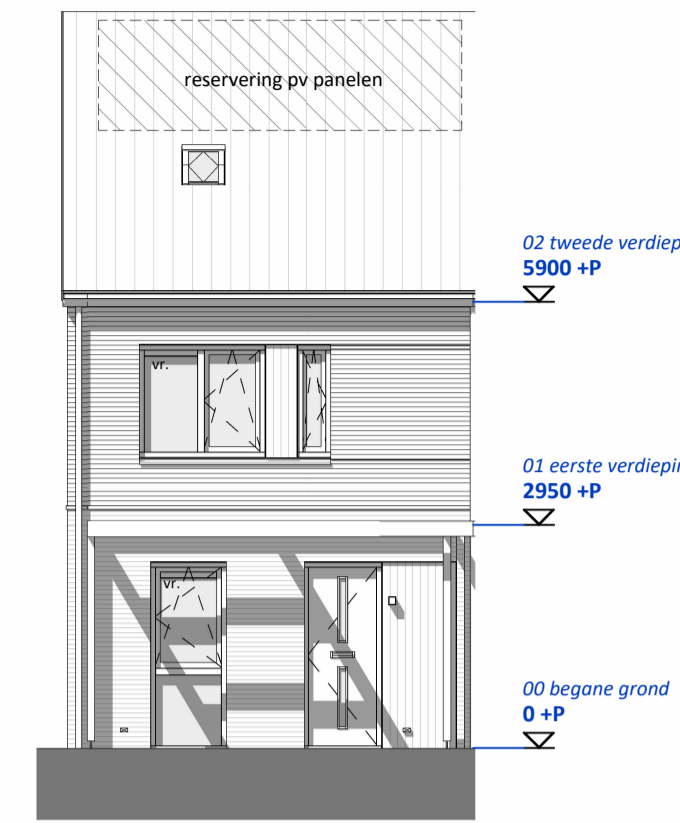 reservering pv panelen
02 tweede verdiep
5900 +P
vr.
01 eerste verdiepin
2950 +P
vr.
00 begane grond
0 +P